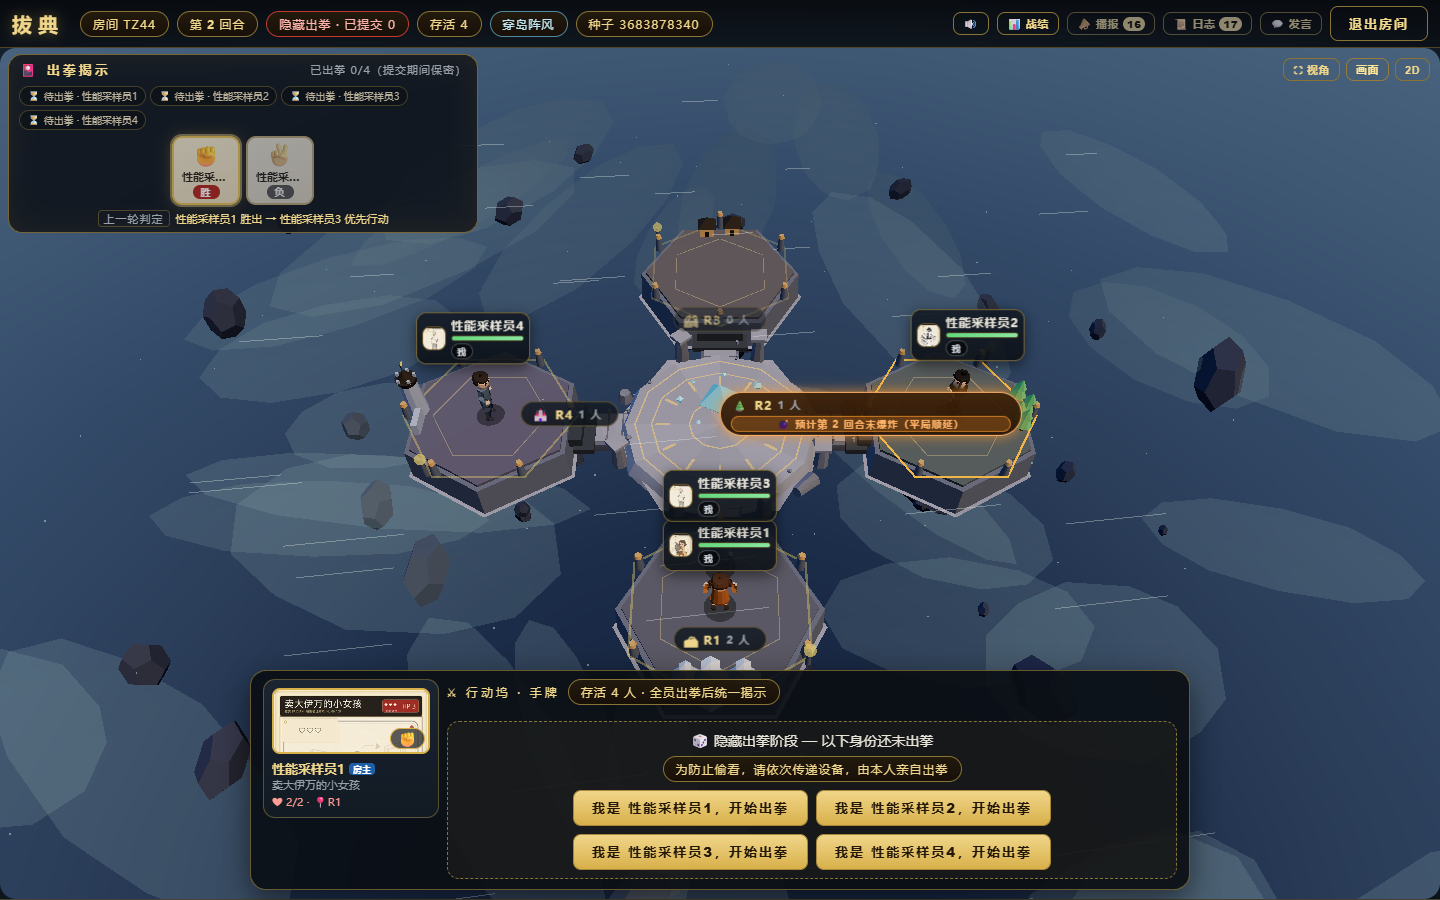 拔典
房间 TZ44
第 2 回合
隐藏出拳 · 已提交 0
存活 4
穿岛阵风
种子 3683878340
战绩
播报 16
日志 17
发言
退出房间
出拳揭示
已出拳 0/4（提交期间保密）
待出拳 · 性能采样员1
待出拳 · 性能采样员2
待出拳 · 性能采样员3
待出拳 · 性能采样员4
性能采...
胜
性能采...
负
上一轮判定 性能采样员1 胜出 → 性能采样员3 优先行动
视角
画面
2D
R3 0 人
性能采样员4
我
性能采样员2
我
R4 1 人
R2 1 人
预计第 2 回合末爆炸（平局顺延）
性能采样员3
我
性能采样员1
我
R1 2 人
卖大伊万的小女孩
性能采样员1 房主
卖大伊万的小女孩
2/2 · R1
行动坞 · 手牌
存活 4 人 · 全员出拳后统一揭示
隐藏出拳阶段 — 以下身份还未出拳
为防止偷看，请依次传递设备，由本人亲自出拳
我是 性能采样员1，开始出拳
我是 性能采样员2，开始出拳
我是 性能采样员3，开始出拳
我是 性能采样员4，开始出拳